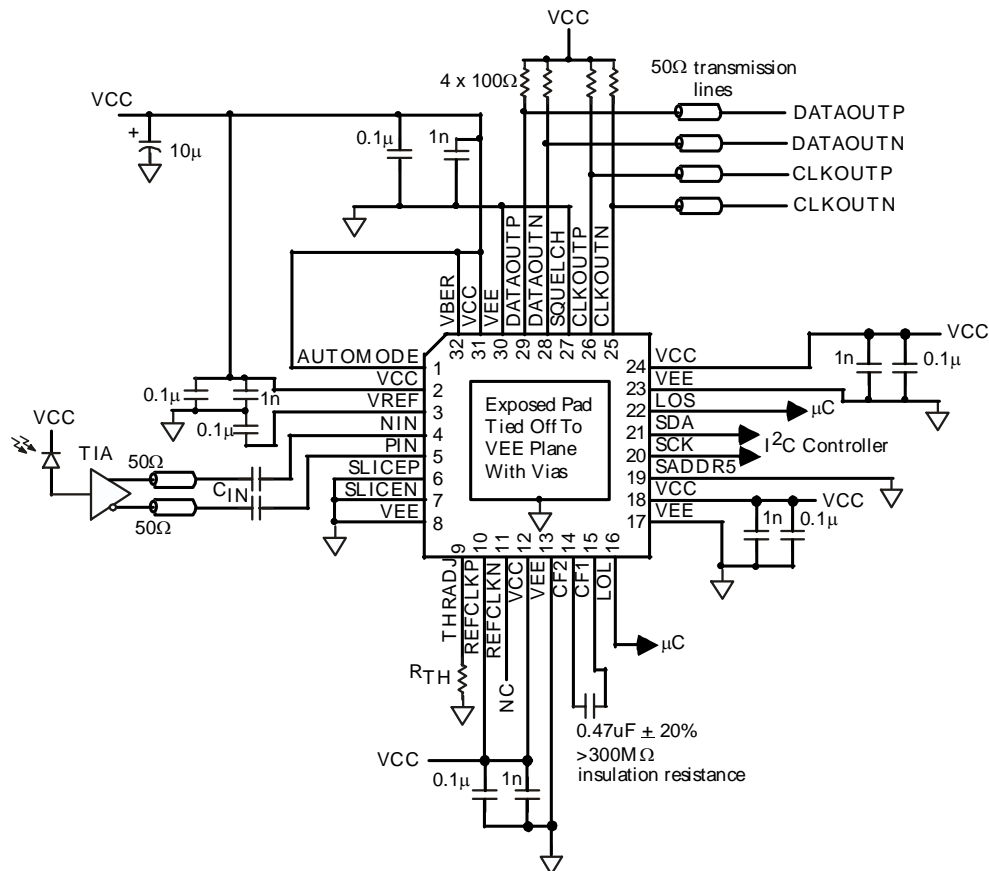 VCC
4 x 100Ω
50Ω transmission
lines
DATAOUTP
DATAOUTN
CLKOUTP
CLKOUTN
VCC
+
10μ
0.1μ
1n
VBER
VCC
VEE
DATAOUTP
DATAOUTN
SQUELCH
CLKOUTP
CLKOUTN
32
31
30
29
28
27
26
25
AUTOMODE
1
VCC
2
VREF
3
NIN
4
PIN
5
SLICEP
6
SLICEN
7
VEE
8
0.1μ
1n
0.1μ
VCC
TIA
50Ω
50Ω
CIN
Exposed Pad
Tied Off To
VEE Plane
With Vias
24
VCC
23
VEE
22
LOS
21
SDA
20
SCK
19
SADDR5
18
VCC
17
VEE
VCC
1n
0.1μ
μC
I2C Controller
VCC
1n
0.1μ
9
10
11
12
13
14
15
16
THRADJ
REFCLKP
REFCLKN
VCC
VEE
CF2
CF1
LOL
RTH
NC
μC
0.47uF ± 20%
>300MΩ
insulation resistance
VCC
0.1μ
1n